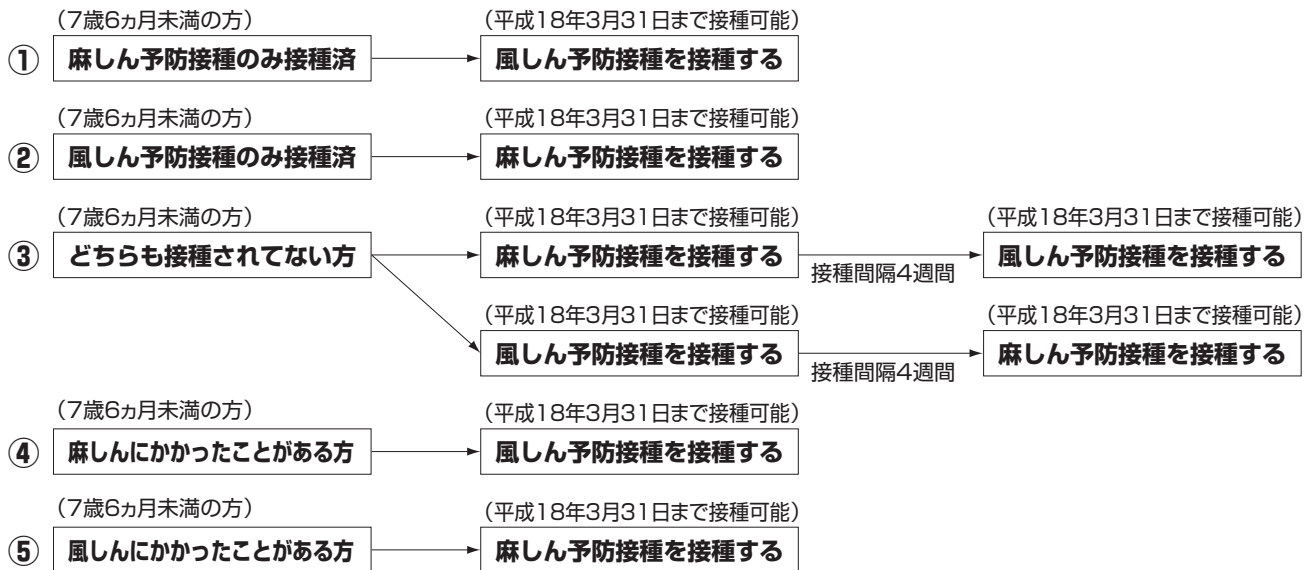 (7歳6ヵ月未満の方) (平成18年3月31日まで接種可能)
① 麻しん予防接種のみ接種済 風しん予防接種を接種する
(7歳6ヵ月未満の方) (平成18年3月31日まで接種可能)
② 風しん予防接種のみ接種済 麻しん予防接種を接種する
(7歳6ヵ月未満の方) (平成18年3月31日まで接種可能) (平成18年3月31日まで接種可能)
③ どちらも接種されてない方 麻しん予防接種を接種する 接種間隔4週間 風しん予防接種を接種する
(平成18年3月31日まで接種可能) (平成18年3月31日まで接種可能)
風しん予防接種を接種する 接種間隔4週間 麻しん予防接種を接種する
(7歳6ヵ月未満の方) (平成18年3月31日まで接種可能)
④ 麻しんにかかったことがある方 風しん予防接種を接種する
(7歳6ヵ月未満の方) (平成18年3月31日まで接種可能)
⑤ 風しんにかかったことがある方 麻しん予防接種を接種する